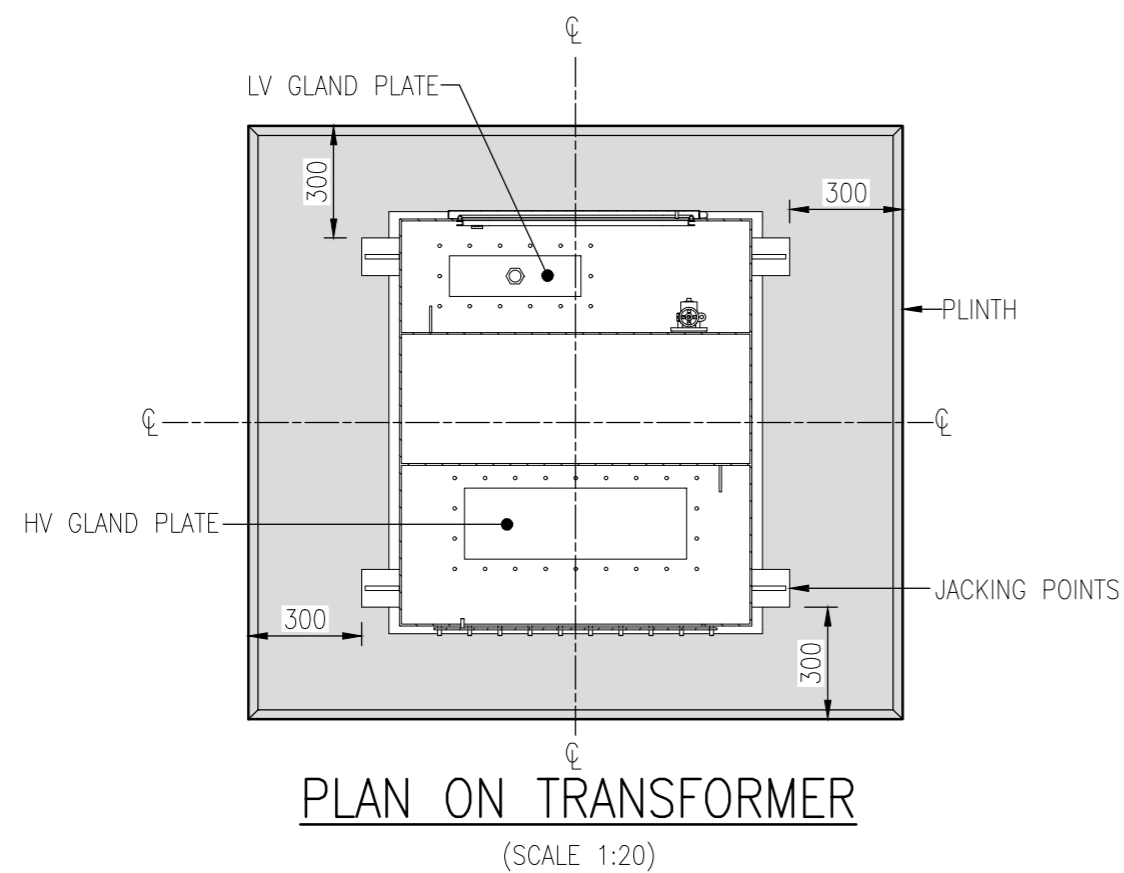 ℄
LV GLAND PLATE
300
300
PLINTH
℄
℄
HV GLAND PLATE
JACKING POINTS
300
300
℄
PLAN ON TRANSFORMER
(SCALE 1:20)